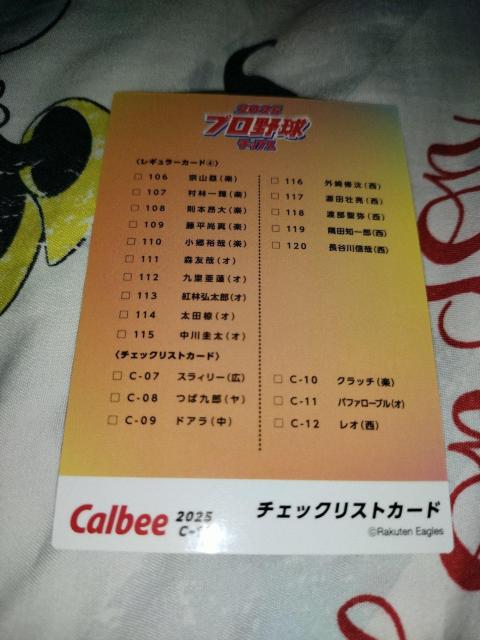 2025
プロ野球
チップス
〈レギュラーカード④〉
□ 106 宗山塁(楽)
□ 107 村林一輝(楽)
□ 108 則本昂大(楽)
□ 109 藤平尚真(楽)
□ 110 小郷裕哉(楽)
□ 111 森友哉(オ)
□ 112 九里亜蓮(オ)
□ 113 紅林弘太郎(オ)
□ 114 太田椋(オ)
□ 115 中川圭太(オ)
□ 116 外崎修汰(西)
□ 117 源田壮亮(西)
□ 118 渡部聖弥(西)
□ 119 隅田知一郎(西)
□ 120 長谷川信哉(西)
〈チェックリストカード〉
□ C-07 スライリー(広)
□ C-08 つば九郎(ヤ)
□ C-09 ドアラ(中)
□ C-10 クラッチ(楽)
□ C-11 バファローブル(オ)
□ C-12 レオ(西)
Calbee 2025
チェックリストカード
©Rakuten Eagles